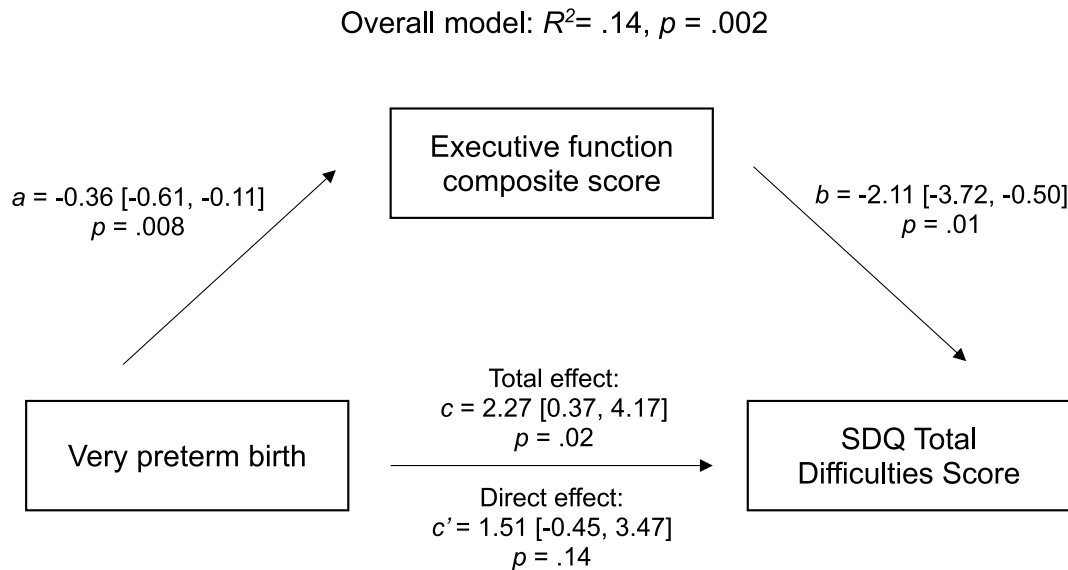 Overall model: R²= .14, p = .002
Executive function
composite score
a = -0.36 [-0.61, -0.11]
p = .008
b = -2.11 [-3.72, -0.50]
p = .01
Very preterm birth
Total effect:
c = 2.27 [0.37, 4.17]
p = .02
Direct effect:
c’ = 1.51 [-0.45, 3.47]
p = .14
SDQ Total
Difficulties Score